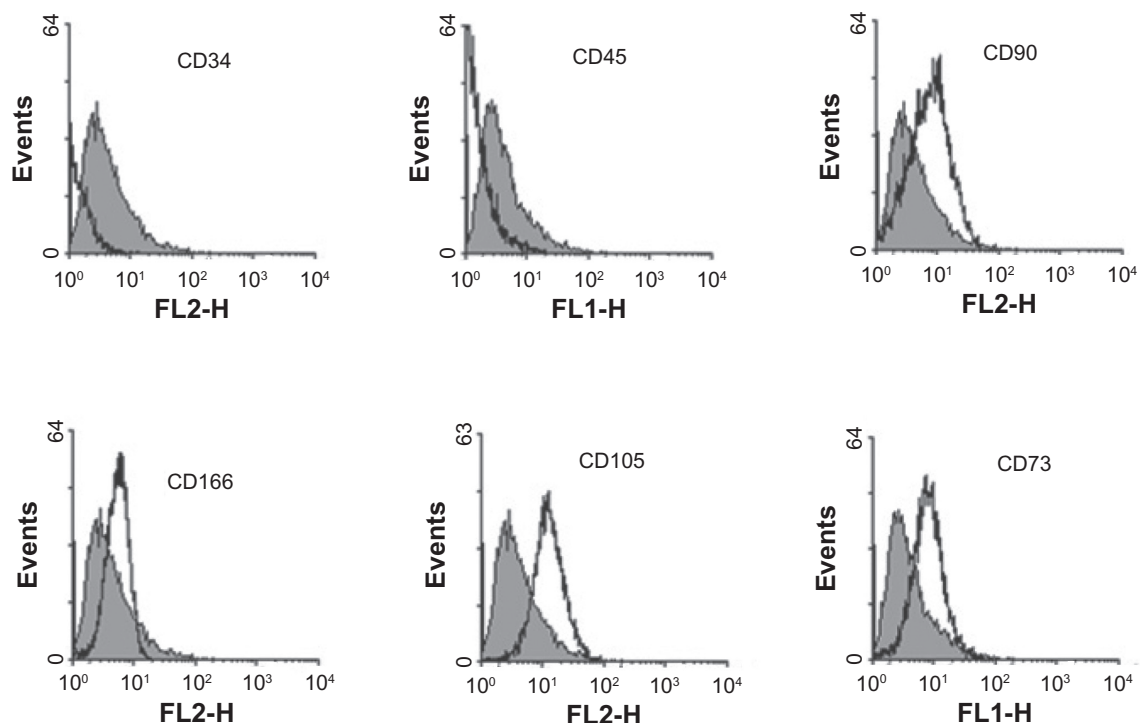 64
CD34
Events
0
10⁰ 10¹ 10² 10³ 10⁴
FL2-H
64
CD45
Events
0
10⁰ 10¹ 10² 10³ 10⁴
FL1-H
64
CD90
Events
0
10⁰ 10¹ 10² 10³ 10⁴
FL2-H
64
CD166
Events
0
10⁰ 10¹ 10² 10³ 10⁴
FL2-H
63
CD105
Events
0
10⁰ 10¹ 10² 10³ 10⁴
FL2-H
64
CD73
Events
0
10⁰ 10¹ 10² 10³ 10⁴
FL1-H